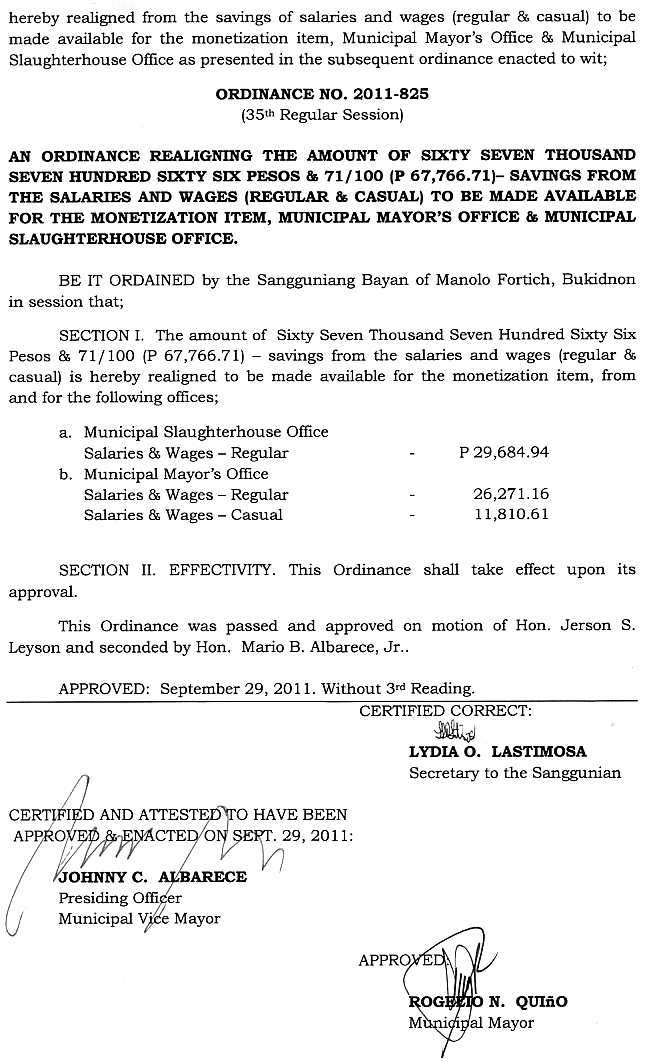 hereby realigned from the savings of salaries and wages (regular & casual) to be
made available for the monetization item, Municipal Mayor's Office & Municipal
Slaughterhouse Office as presented in the subsequent ordinance enacted to wit;
ORDINANCE NO. 2011-825
(35th Regular Session)
AN ORDINANCE REALIGNING THE AMOUNT OF SIXTY SEVEN THOUSAND
SEVEN HUNDRED SIXTY SIX PESOS & 71/100 (P 67,766.71)– SAVINGS FROM
THE SALARIES AND WAGES (REGULAR & CASUAL) TO BE MADE AVAILABLE
FOR THE MONETIZATION ITEM, MUNICIPAL MAYOR'S OFFICE & MUNICIPAL
SLAUGHTERHOUSE OFFICE.
BE IT ORDAINED by the Sangguniang Bayan of Manolo Fortich, Bukidnon
in session that;
SECTION I. The amount of Sixty Seven Thousand Seven Hundred Sixty Six
Pesos & 71/100 (P 67,766.71) – savings from the salaries and wages (regular &
casual) is hereby realigned to be made available for the monetization item, from
and for the following offices;
a. Municipal Slaughterhouse Office
Salaries & Wages – Regular - P 29,684.94
b. Municipal Mayor's Office
Salaries & Wages – Regular - 26,271.16
Salaries & Wages – Casual - 11,810.61
SECTION II. EFFECTIVITY. This Ordinance shall take effect upon its
approval.
This Ordinance was passed and approved on motion of Hon. Jerson S.
Leyson and seconded by Hon. Mario B. Albarece, Jr..
APPROVED: September 29, 2011. Without 3rd Reading.
CERTIFIED CORRECT:
LYDIA O. LASTIMOSA
Secretary to the Sanggunian
CERTIFIED AND ATTESTED TO HAVE BEEN
APPROVED & ENACTED ON SEPT. 29, 2011:
JOHNNY C. ALBARECE
Presiding Officer
Municipal Vice Mayor
APPROVED:
ROGELIO N. QUIñO
Municipal Mayor